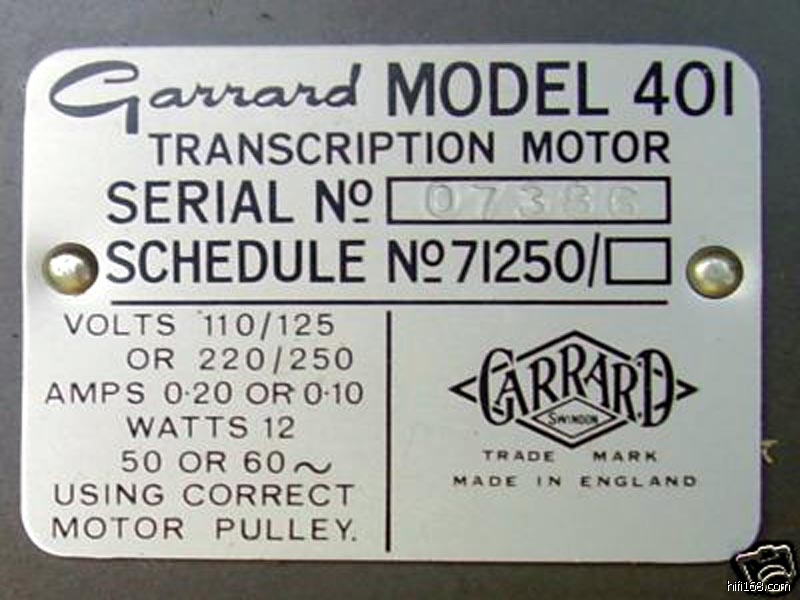 Garrard MODEL 401
TRANSCRIPTION MOTOR
SERIAL Nº
SCHEDULE Nº 71250/
VOLTS 110/125
OR 220/250
AMPS 0·20 OR 0·10
WATTS 12
50 OR 60 ~
USING CORRECT
MOTOR PULLEY.
GARRARD
SWINDON
TRADE MARK
MADE IN ENGLAND
hifi168.com